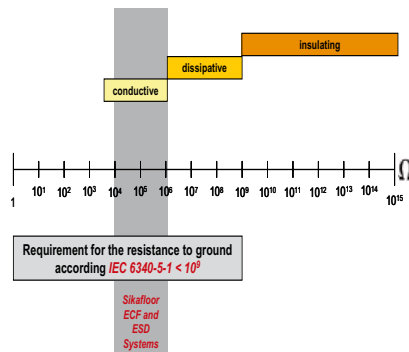 insulating
dissipative
conductive
Ω
1 10¹ 10² 10³ 10⁴ 10⁵ 10⁶ 10⁷ 10⁸ 10⁹ 10¹⁰ 10¹¹ 10¹² 10¹³ 10¹⁴ 10¹⁵
Requirement for the resistance to ground
according IEC 6340-5-1 < 10⁹
Sikafloor
ECF and
ESD
Systems